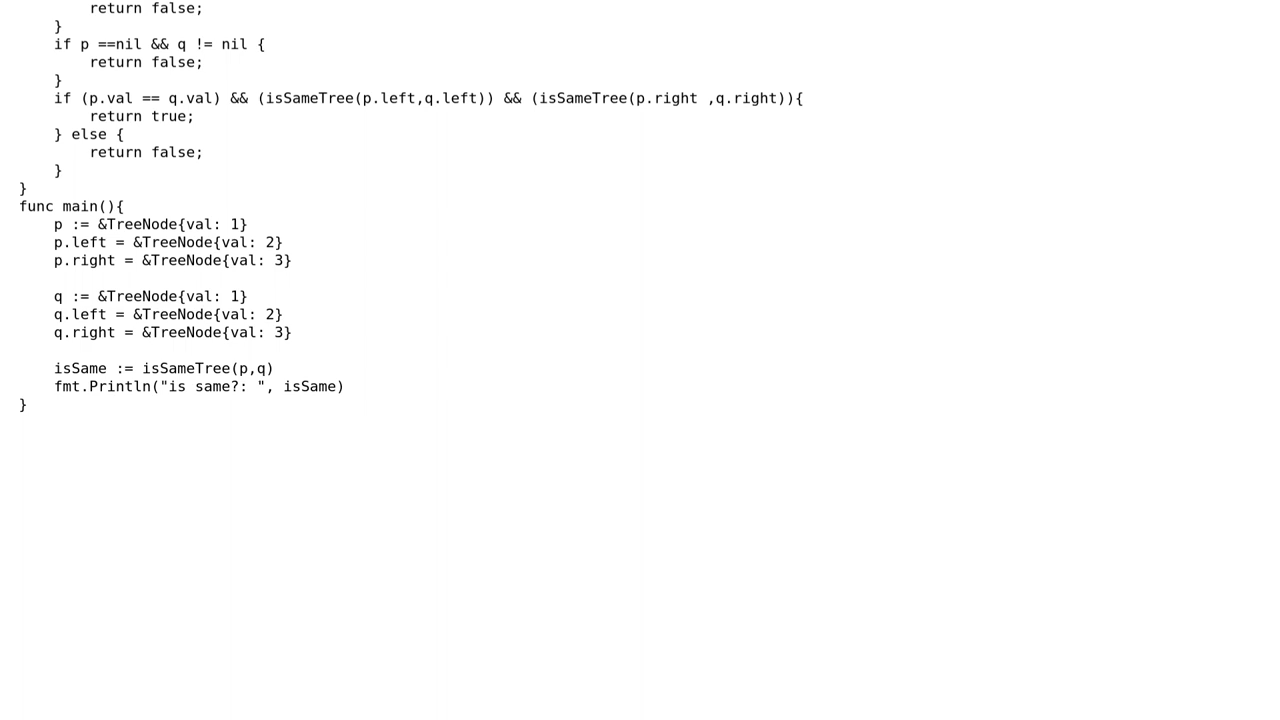 return false;
    }
    if p ==nil && q != nil {
        return false;
    }
    if (p.val == q.val) && (isSameTree(p.left,q.left)) && (isSameTree(p.right ,q.right)){
        return true;
    } else {
        return false;
    }
}
func main(){
    p := &TreeNode{val: 1}
    p.left = &TreeNode{val: 2}
    p.right = &TreeNode{val: 3}

    q := &TreeNode{val: 1}
    q.left = &TreeNode{val: 2}
    q.right = &TreeNode{val: 3}

    isSame := isSameTree(p,q)
    fmt.Println("is same?: ", isSame)
}